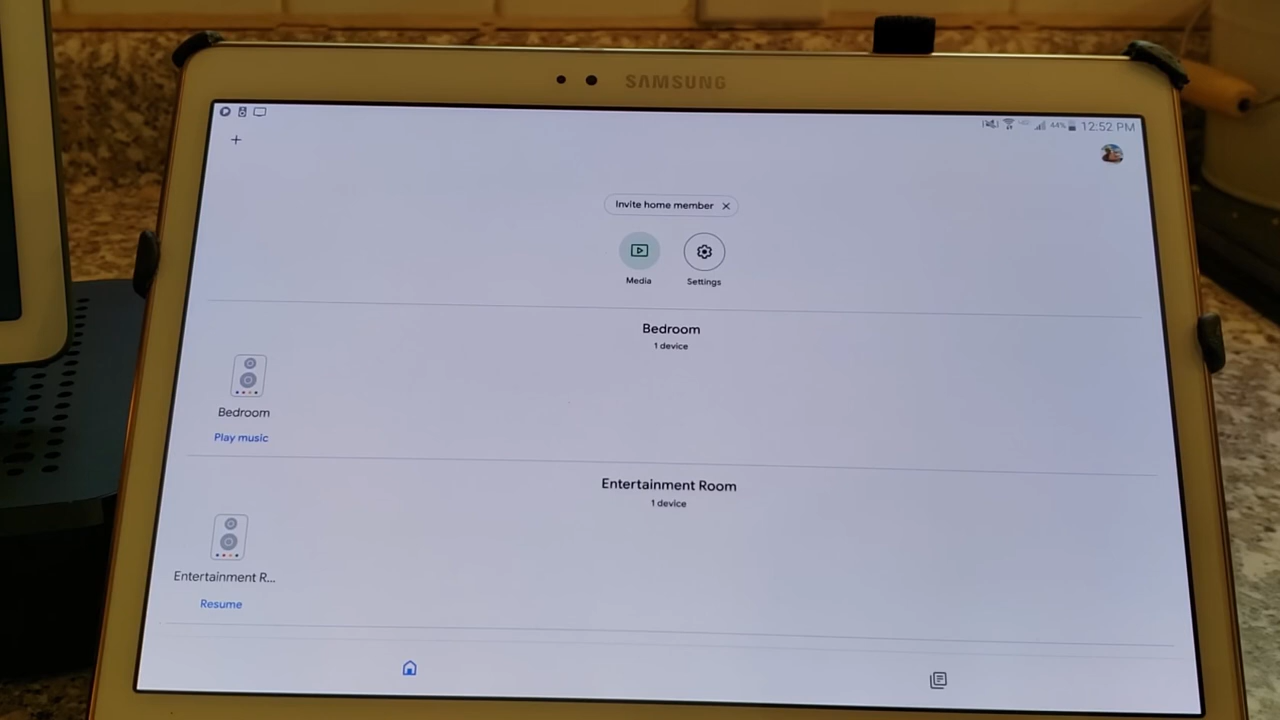 SAMSUNG
44% 12:52 PM
Invite home member
Media
Settings
Bedroom
1 device
Bedroom
Play music
Entertainment Room
1 device
Entertainment R...
Resume